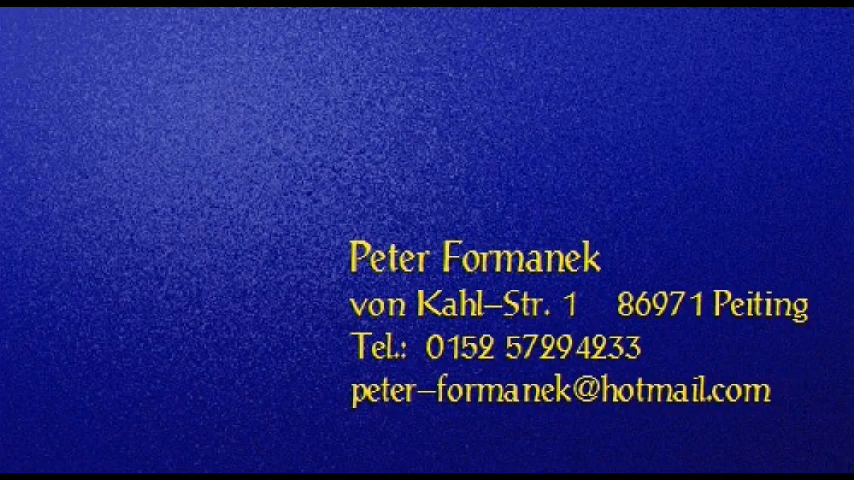 Peter Formanek
von Kahl-Str. 1 86971 Peiting
Tel.: 0152 57294233
peter-formanek@hotmail.com